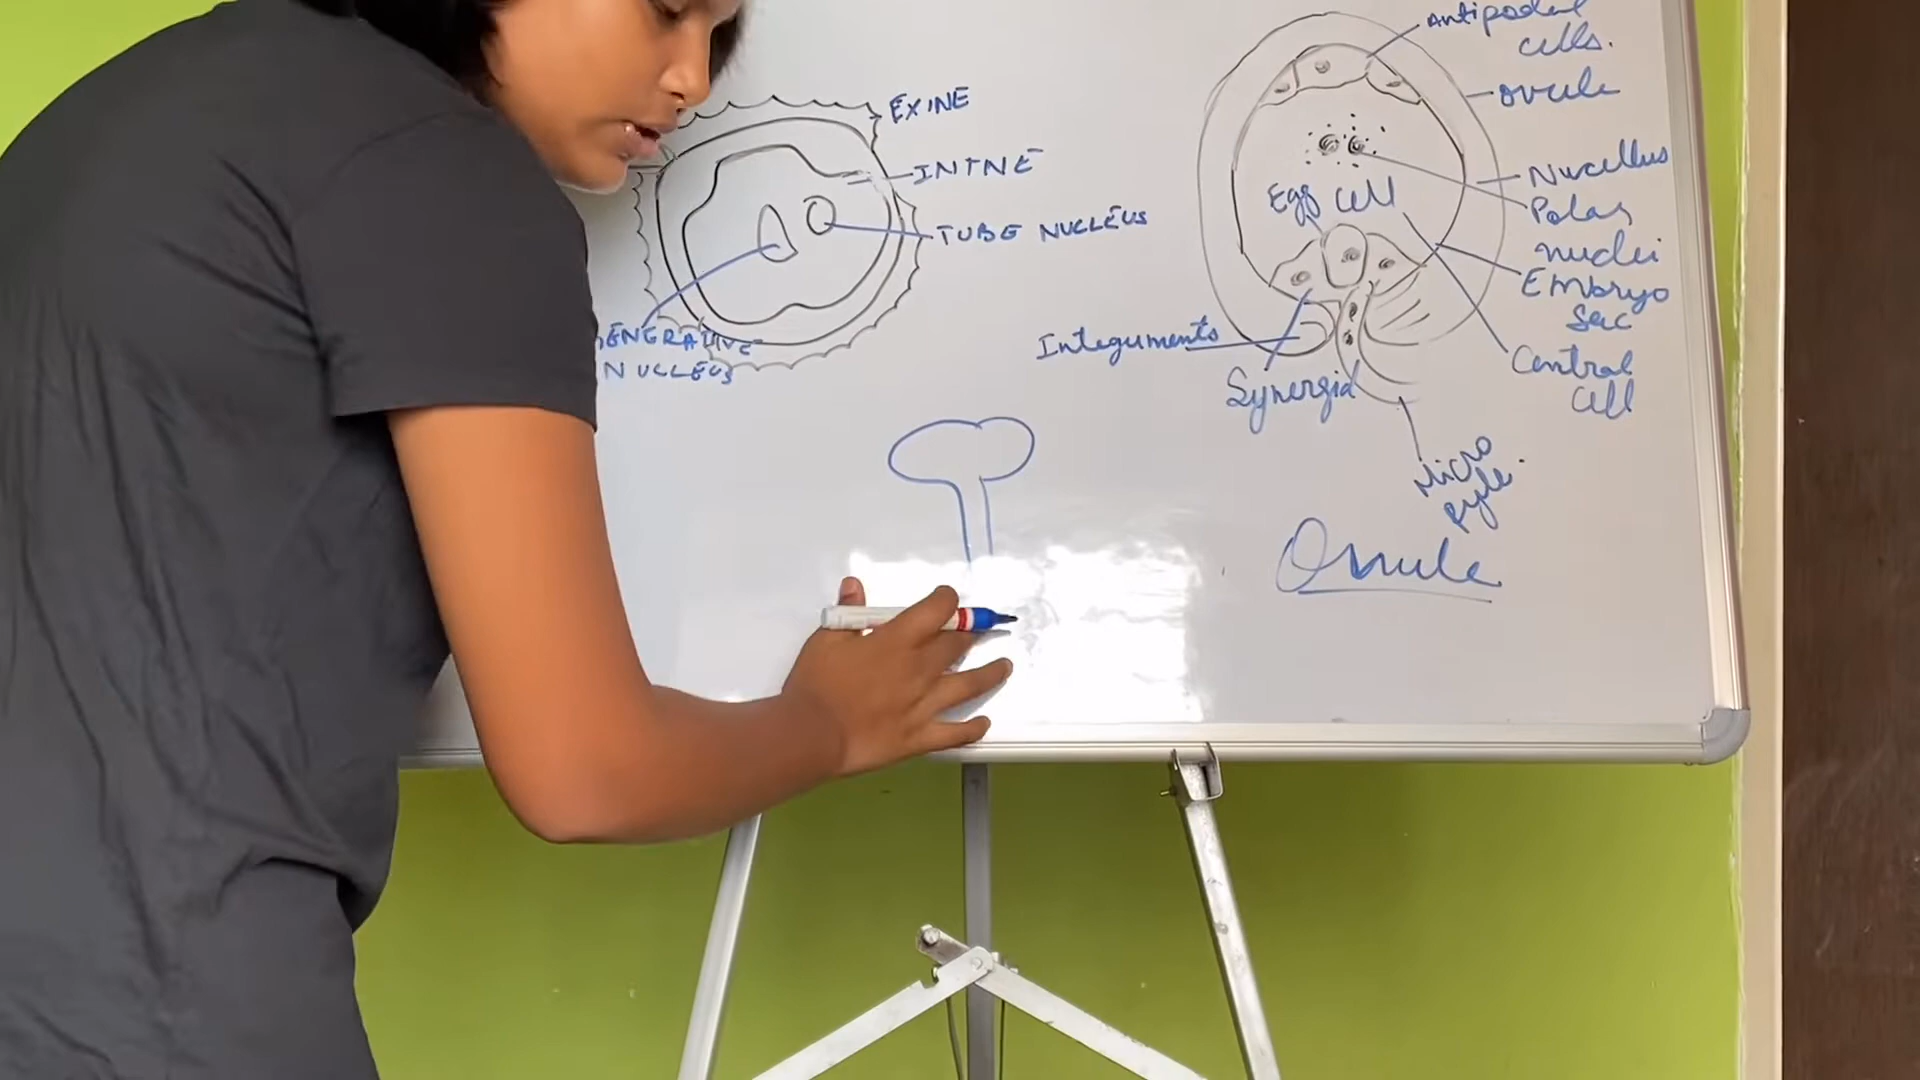 EXINE
INTNE
TUBE NUCLEUS
GENERATIVE
NUCLEUS
Antipodal
cells.
ovule
Nucellus
Polar
nuclei
Embryo
Sac
Central
cell
Egg cell
Integuments
Synergid
Micro
pyle.
Ovule